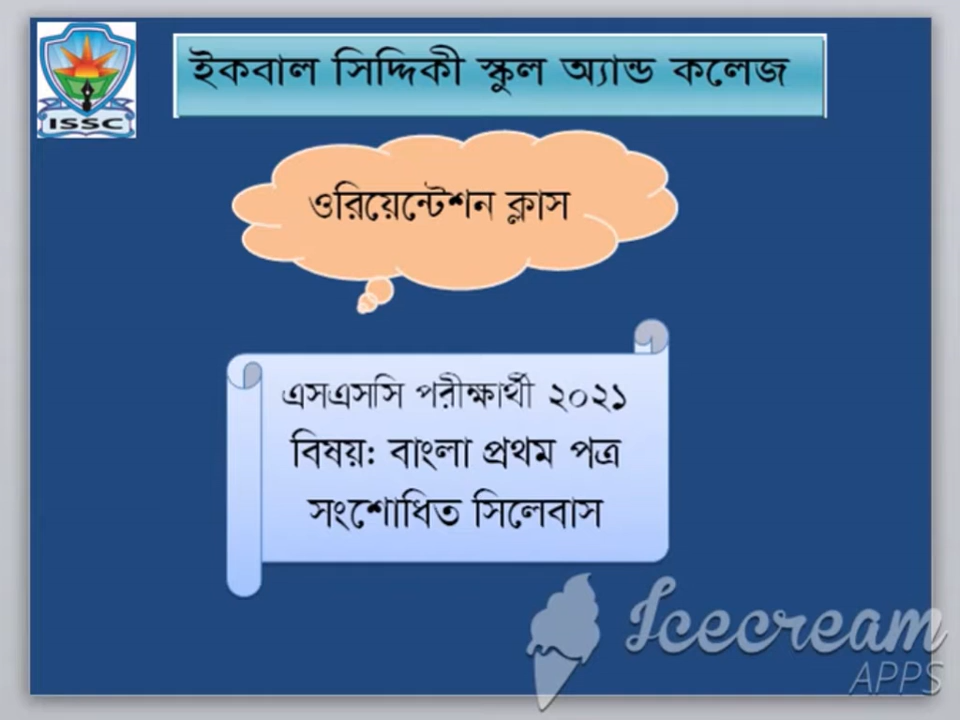 ইকবাল সিদ্দিকী স্কুল অ্যান্ড কলেজ
ISSC
ওরিয়েন্টেশন ক্লাস
এসএসসি পরীক্ষার্থী ২০২১
বিষয়: বাংলা প্রথম পত্র
সংশোধিত সিলেবাস
Icecream
APPS